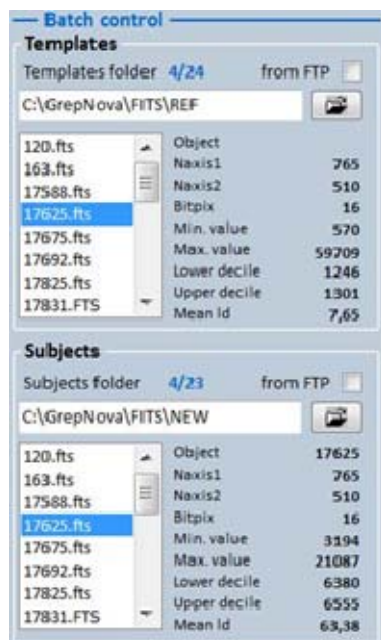 Batch control
Templates
Templates folder 4/24 from FTP
C:\GrepNova\FIITS\REF
120.fts
163.fts
17588.fts
17625.fts
17675.fts
17692.fts
17825.fts
17831.FTS
Object
Naxis1 765
Naxis2 510
Bitpix 16
Min. value 570
Max. value 59709
Lower decile 1246
Upper decile 1301
Mean ld 7,65
Subjects
Subjects folder 4/23 from FTP
C:\GrepNova\FIITS\NEW
120.fts
163.fts
17588.fts
17625.fts
17675.fts
17692.fts
17825.fts
17831.FTS
Object 17625
Naxis1 765
Naxis2 510
Bitpix 16
Min. value 3194
Max. value 21087
Lower decile 6380
Upper decile 6555
Mean ld 63,38